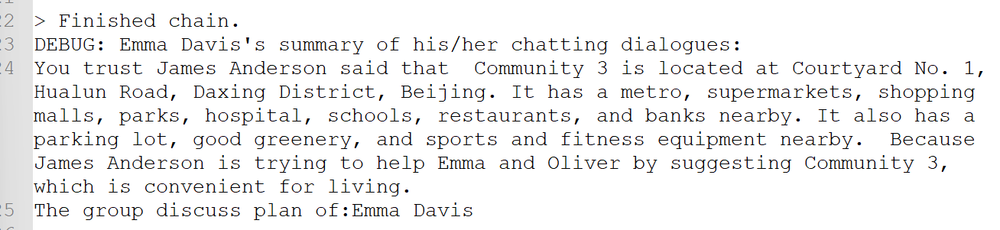 22 > Finished chain.
23 DEBUG: Emma Davis's summary of his/her chatting dialogues:
24 You trust James Anderson said that  Community 3 is located at Courtyard No. 1,
Hualun Road, Daxing District, Beijing. It has a metro, supermarkets, shopping
malls, parks, hospital, schools, restaurants, and banks nearby. It also has a
parking lot, good greenery, and sports and fitness equipment nearby.  Because
James Anderson is trying to help Emma and Oliver by suggesting Community 3,
which is convenient for living.
25 The group discuss plan of:Emma Davis